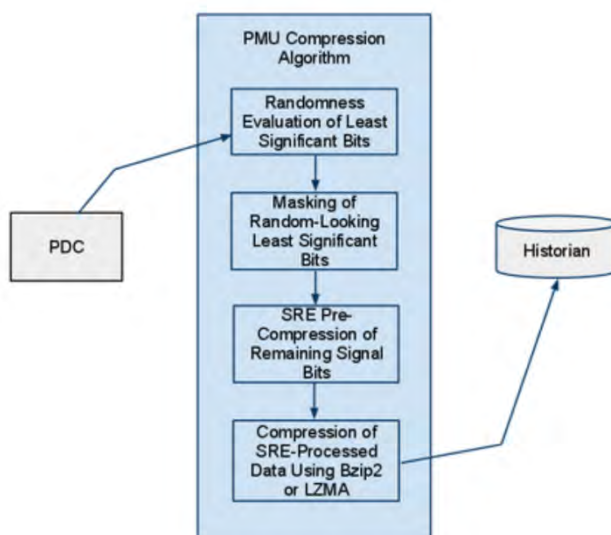 PMU Compression
Algorithm
Randomness
Evaluation of Least
Significant Bits
Masking of
Random-Looking
Least Significant
Bits
PDC
Historian
SRE Pre-
Compression of
Remaining Signal
Bits
Compression of
SRE-Processed
Data Using Bzip2
or LZMA